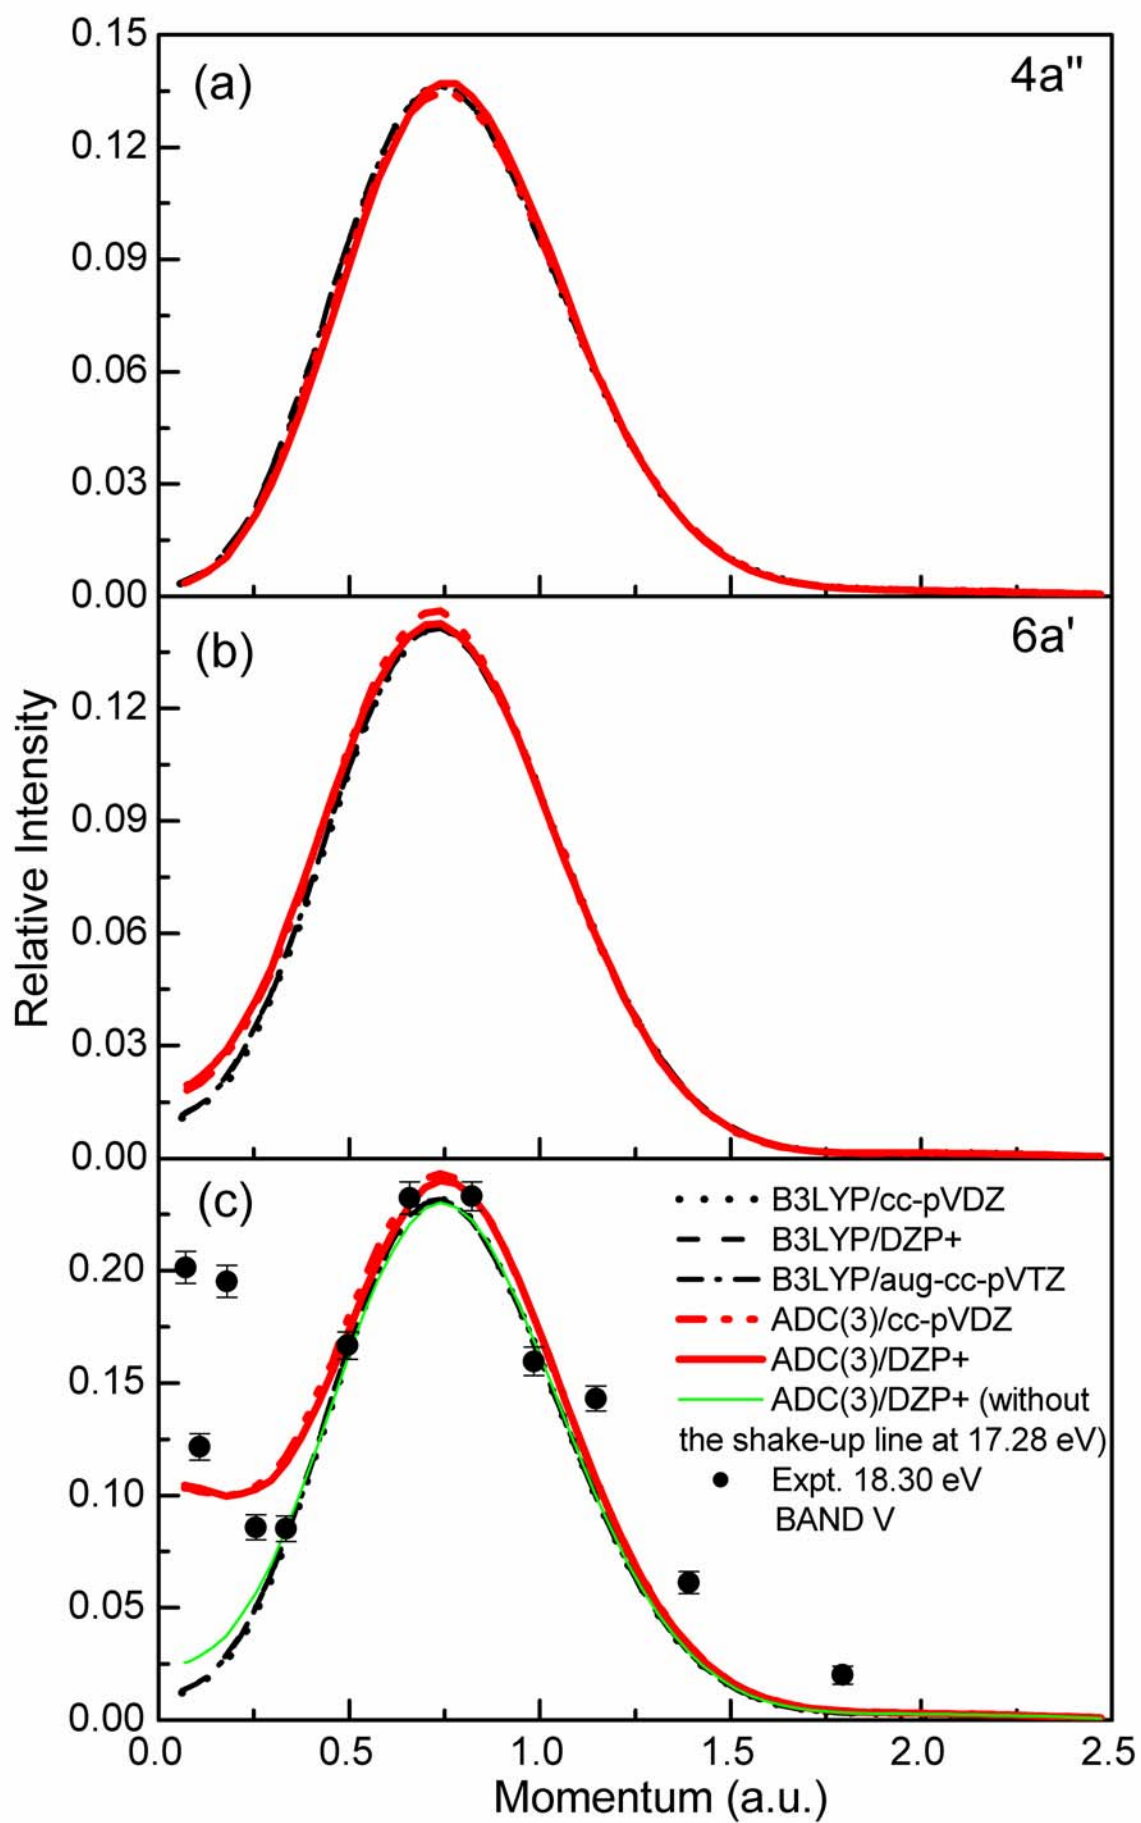 0.15
(a)
4a"
0.12
0.09
0.06
0.03
0.00
(b)
6a'
0.12
0.09
0.06
0.03
0.00
Relative Intensity
(c)
B3LYP/cc-pVDZ
B3LYP/DZP+
B3LYP/aug-cc-pVTZ
ADC(3)/cc-pVDZ
ADC(3)/DZP+
ADC(3)/DZP+ (without
the shake-up line at 17.28 eV)
Expt. 18.30 eV
BAND V
0.20
0.15
0.10
0.05
0.00
0.0 0.5 1.0 1.5 2.0 2.5
Momentum (a.u.)